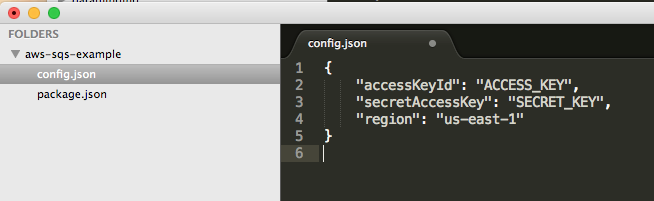 FOLDERS
aws-sqs-example
config.json
package.json
config.json
1 {
2     "accessKeyId": "ACCESS_KEY",
3     "secretAccessKey": "SECRET_KEY",
4     "region": "us-east-1"
5 }
6